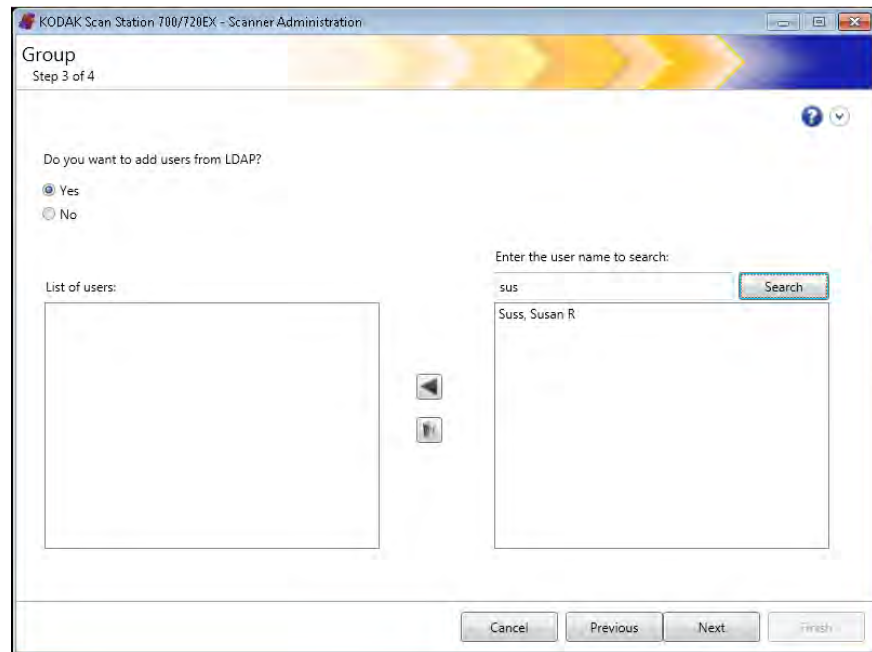 KODAK Scan Station 700/720EX - Scanner Administration
Group
Step 3 of 4
Do you want to add users from LDAP?
Yes
No
Enter the user name to search:
List of users:
sus
Search
Suss, Susan R
Cancel
Previous
Next
Finish